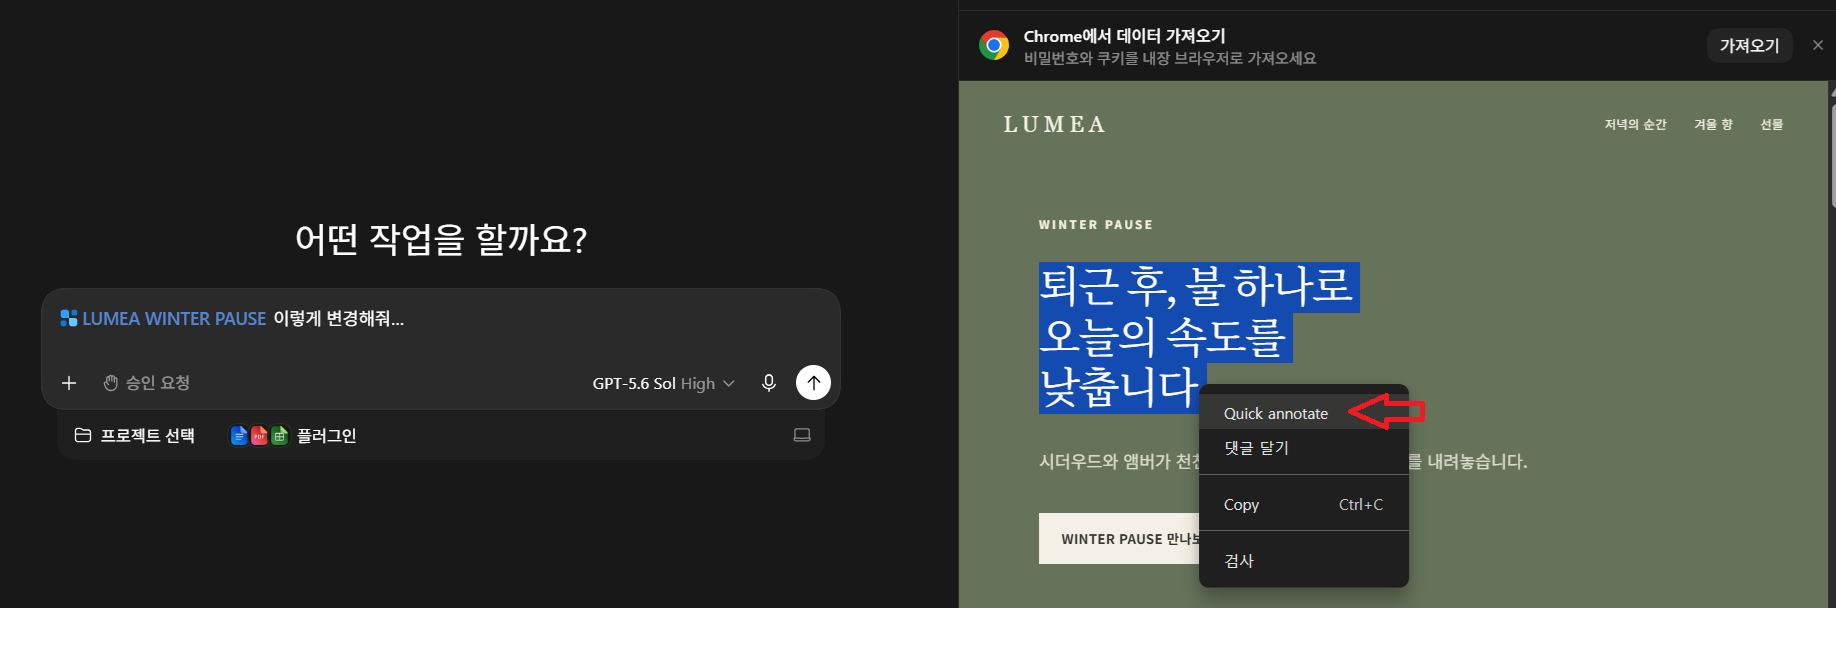 어떤 작업을 할까요?
LUMEA WINTER PAUSE 이렇게 변경해줘...
승인 요청
GPT-5.6 Sol High
프로젝트 선택
PDF
플러그인
Chrome에서 데이터 가져오기
비밀번호와 쿠키를 내장 브라우저로 가져오세요
가져오기
LUMEA
저녁의 순간 겨울 향 선물
WINTER PAUSE
퇴근 후, 불 하나로
오늘의 속도를
낮춥니다
시더우드와 앰버가
를 내려놓습니다.
WINTER PAUSE
Quick annotate
댓글 달기
Copy Ctrl+C
검사